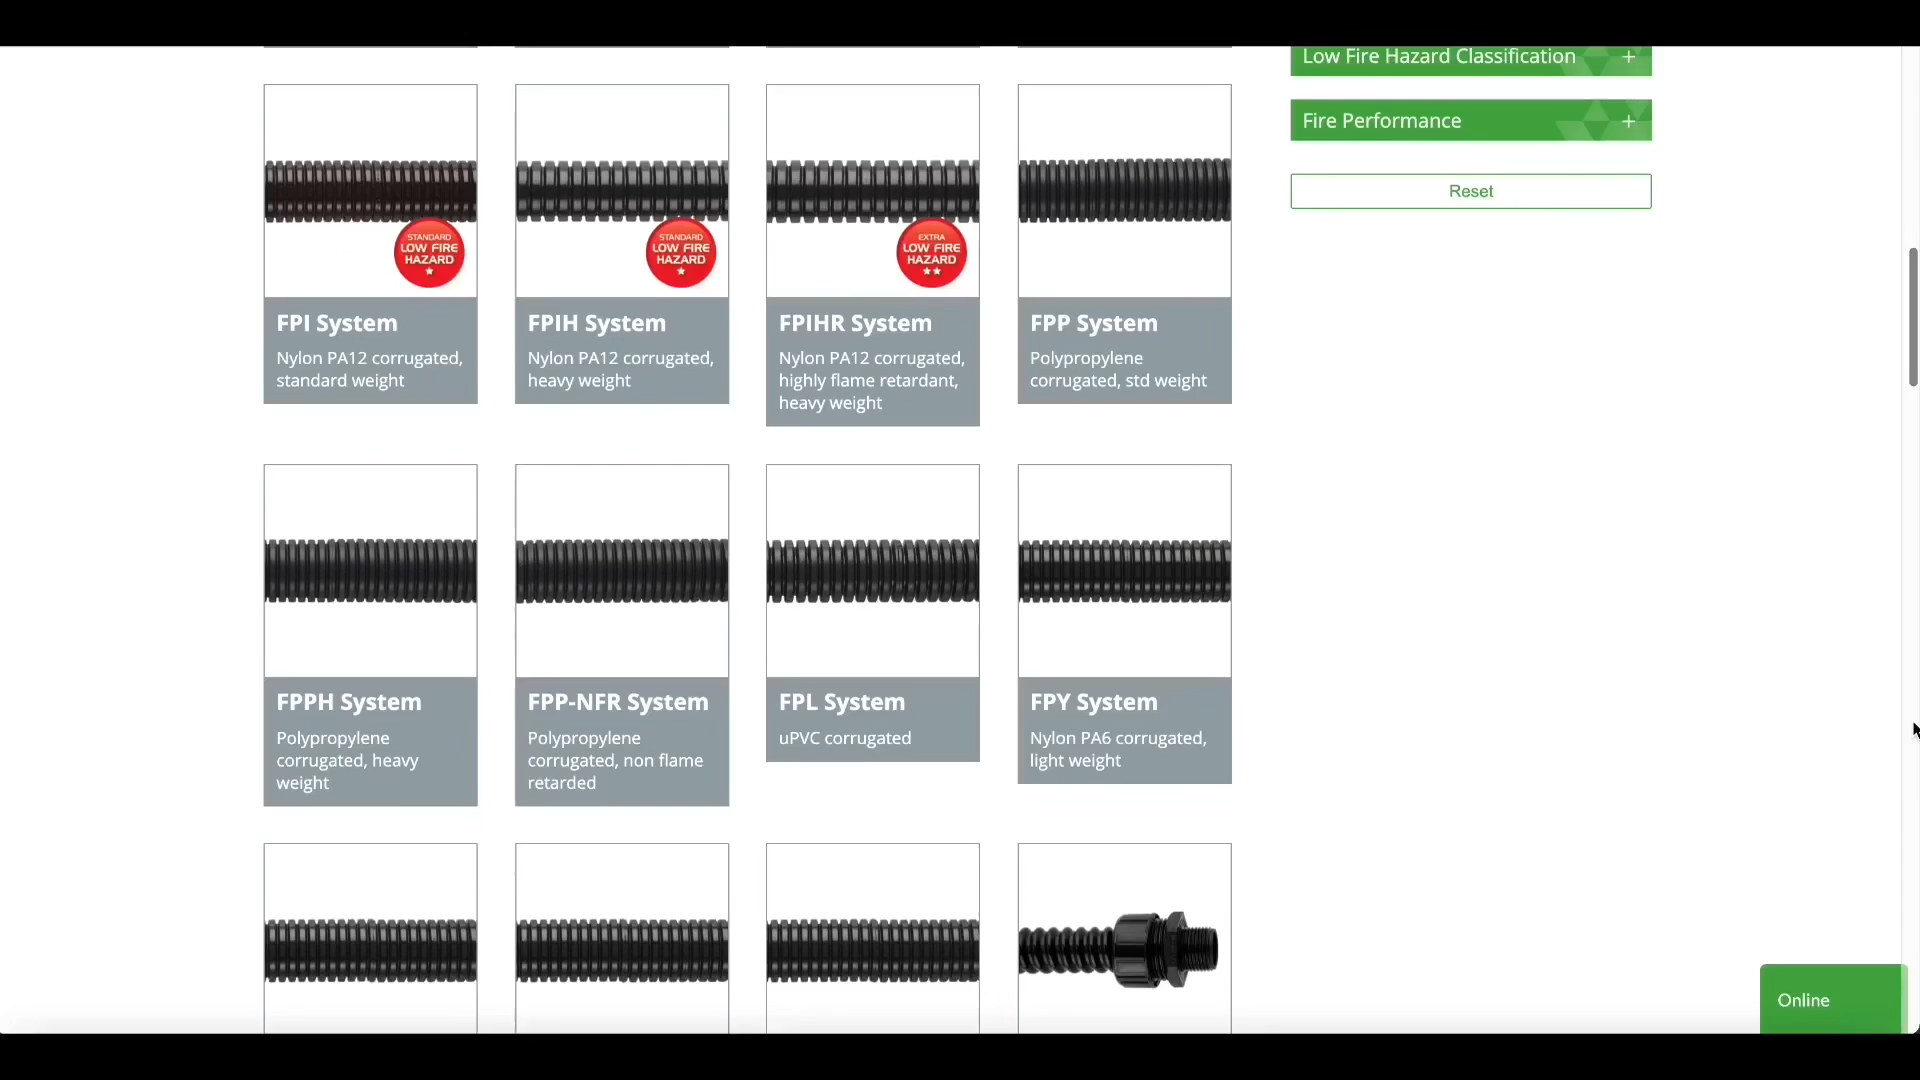 Low Fire Hazard Classification +
Fire Performance +
Reset
STANDARD
LOW FIRE
HAZARD
STANDARD
LOW FIRE
HAZARD
EXTRA
LOW FIRE
HAZARD
FPI System
Nylon PA12 corrugated,
standard weight
FPIH System
Nylon PA12 corrugated,
heavy weight
FPIHR System
Nylon PA12 corrugated,
highly flame retardant,
heavy weight
FPP System
Polypropylene
corrugated, std weight
FPPH System
Polypropylene
corrugated, heavy
weight
FPP-NFR System
Polypropylene
corrugated, non flame
retarded
FPL System
uPVC corrugated
FPY System
Nylon PA6 corrugated,
light weight
Online